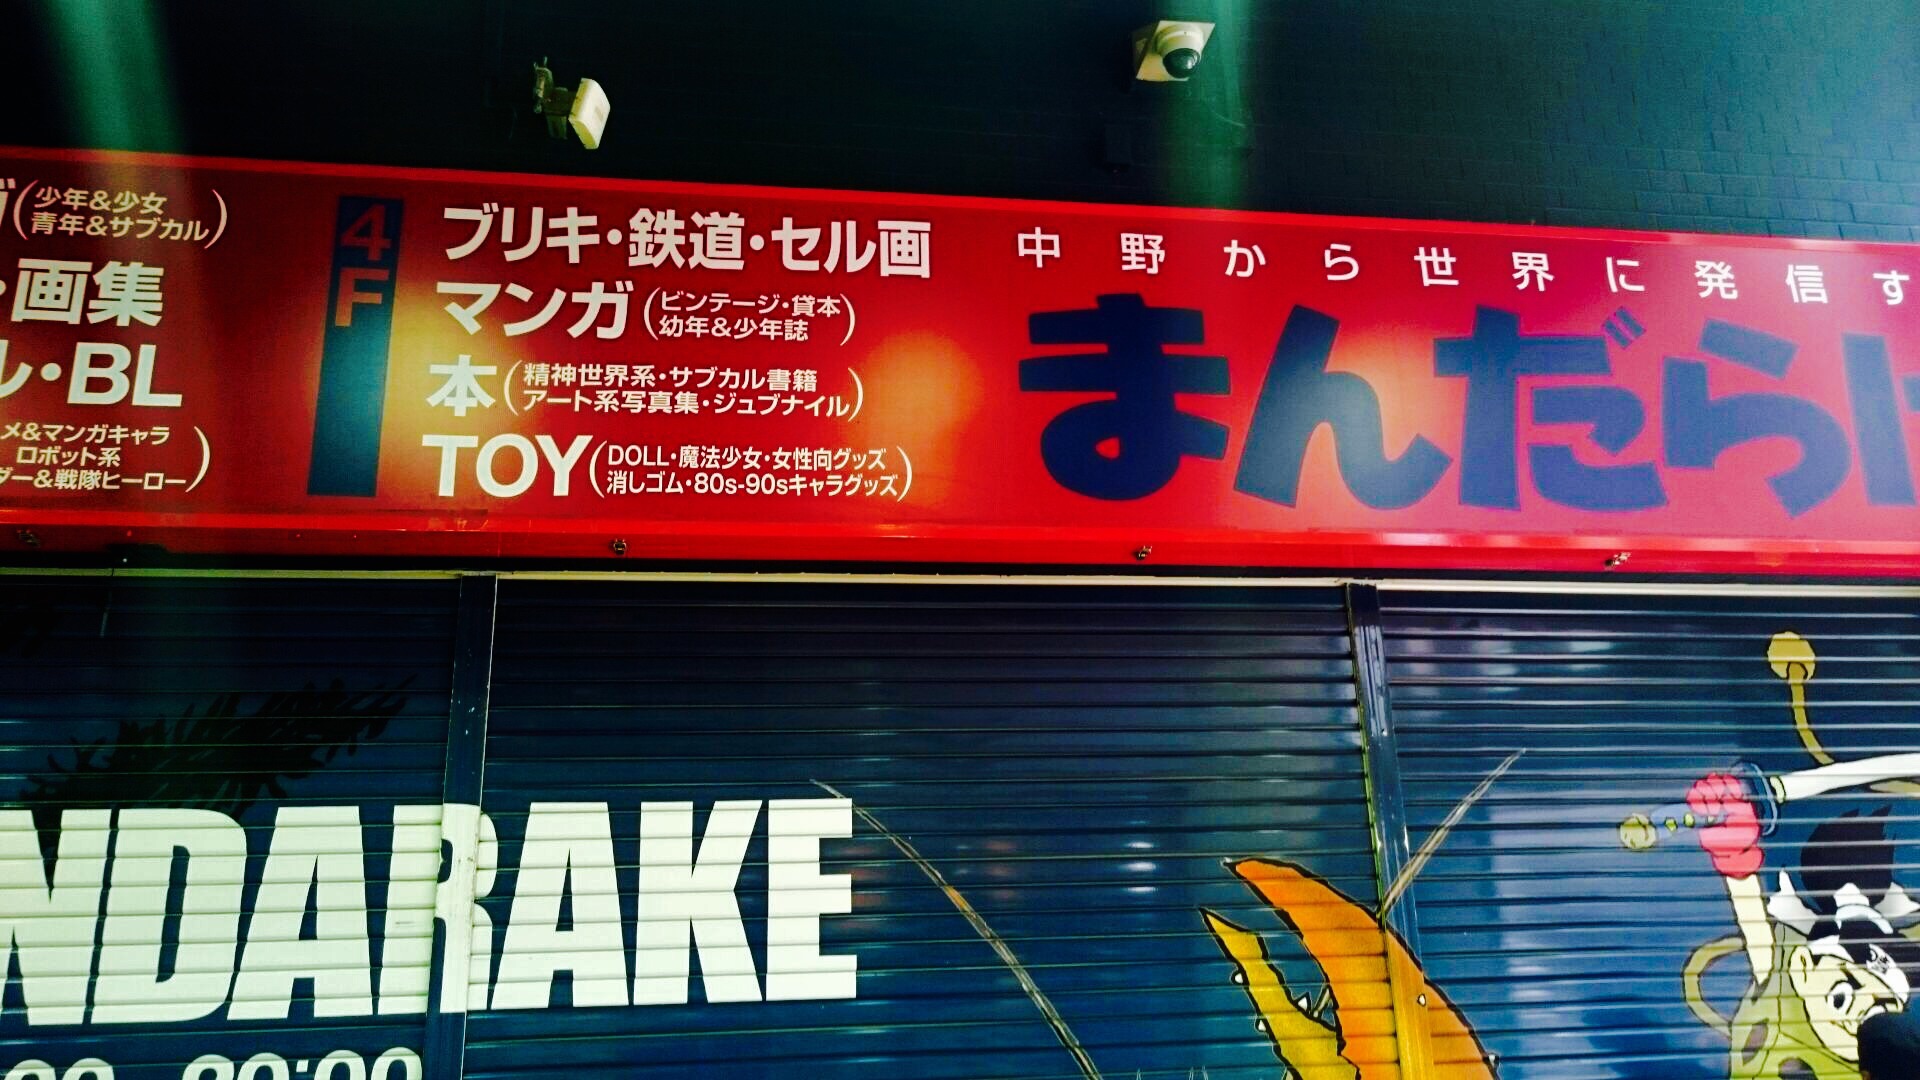 少年&少女
青年&サブカル
・画集
ル・BL
メ&マンガキャラ
ロボット系
ダー&戦隊ヒーロー
4F
ブリキ・鉄道・セル画
マンガ(ビンテージ・貸本
幼年&少年誌)
本(精神世界系・サブカル書籍
アート系写真集・ジュブナイル)
TOY(DOLL・魔法少女・女性向グッズ
消しゴム・80s-90sキャラグッズ)
中野から世界に発信す
まんだらけ
NDARAKE